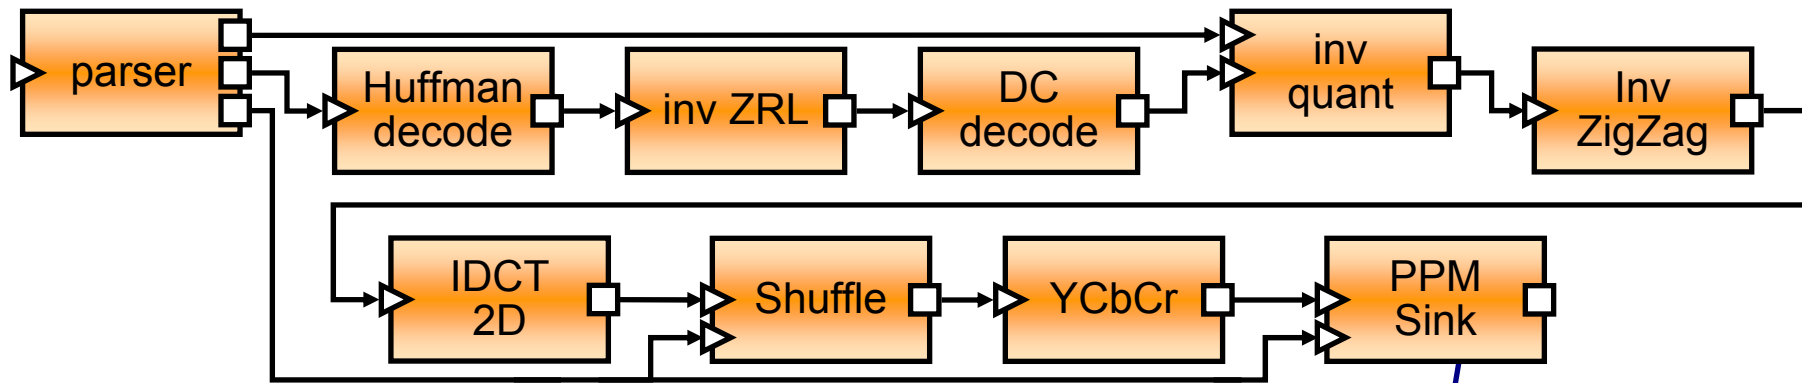 parser
Huffman
decode
inv ZRL
DC
decode
inv
quant
Inv
ZigZag
IDCT
2D
Shuffle
YCbCr
PPM
Sink